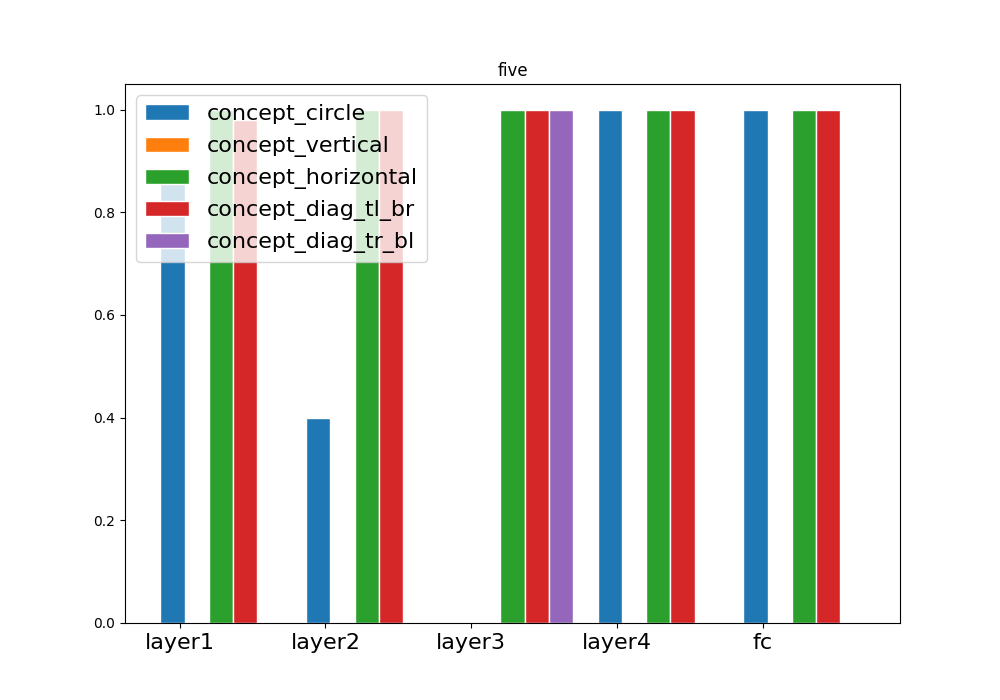 five
1.0
0.8
0.6
0.4
0.2
0.0
concept_circle
concept_vertical
concept_horizontal
concept_diag_tl_br
concept_diag_tr_bl
layer1 layer2 layer3 layer4 fc